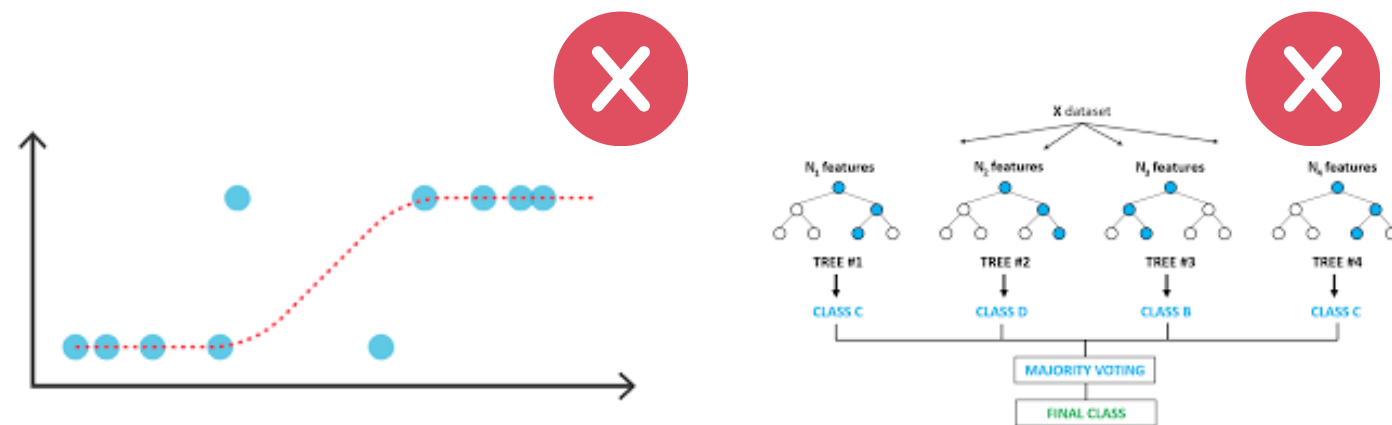 X dataset
N₁ features
N₂ features
N₃ features
N₄ features
TREE #1
TREE #2
TREE #3
TREE #4
CLASS C
CLASS D
CLASS B
CLASS C
MAJORITY VOTING
FINAL CLASS